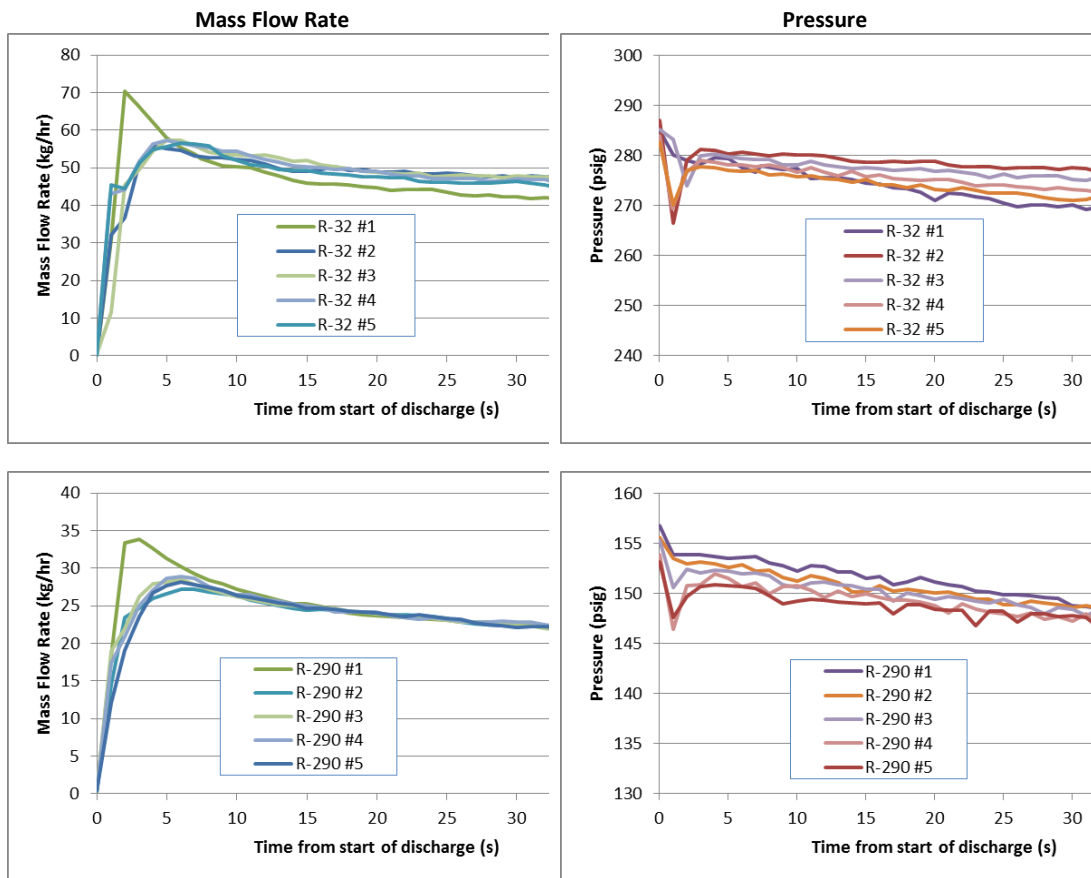 Mass Flow Rate
Pressure
Mass Flow Rate (kg/hr)
80
70
60
50
40
30
20
10
0
R-32 #1
R-32 #2
R-32 #3
R-32 #4
R-32 #5
0 5 10 15 20 25 30
Time from start of discharge (s)
Pressure (psig)
300
290
280
270
260
250
240
R-32 #1
R-32 #2
R-32 #3
R-32 #4
R-32 #5
0 5 10 15 20 25 30
Time from start of discharge (s)
Mass Flow Rate (kg/hr)
40
35
30
25
20
15
10
5
0
R-290 #1
R-290 #2
R-290 #3
R-290 #4
R-290 #5
0 5 10 15 20 25 30
Time from start of discharge (s)
Pressure (psig)
160
155
150
145
140
135
130
R-290 #1
R-290 #2
R-290 #3
R-290 #4
R-290 #5
0 5 10 15 20 25 30
Time from start of discharge (s)